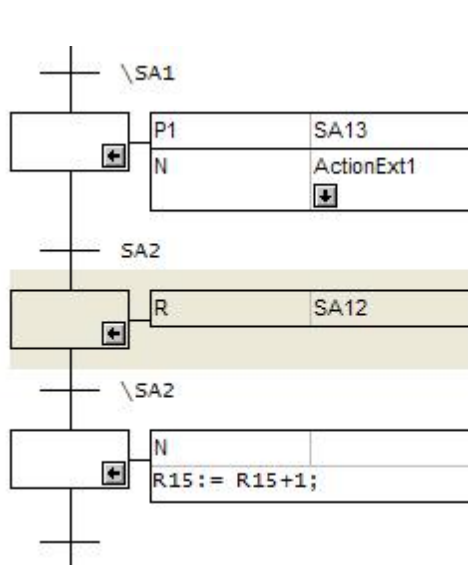 \SA1
P1 SA13
N ActionExt1
SA2
R SA12
\SA2
N
R15:= R15+1;